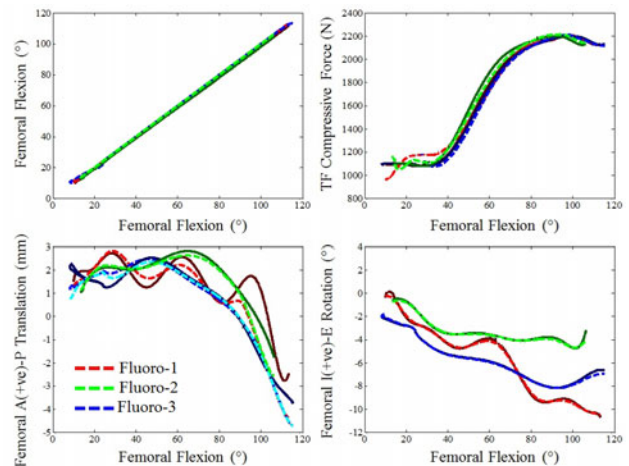 Femoral Flexion (°)
120
100
80
60
40
20
0
0 20 40 60 80 100 120
Femoral Flexion (°)
TF Compressive Force (N)
2200
2000
1800
1600
1400
1200
1000
800
0 20 40 60 80 100 120
Femoral Flexion (°)
Femoral A(+ve)-P Translation (mm)
3
2
1
0
-1
-2
-3
-4
-5
Fluoro-1
Fluoro-2
Fluoro-3
0 20 40 60 80 100 120
Femoral Flexion (°)
Femoral I(+ve)-E Rotation (°)
4
2
0
-2
-4
-6
-8
-10
-12
0 20 40 60 80 100 120
Femoral Flexion (°)